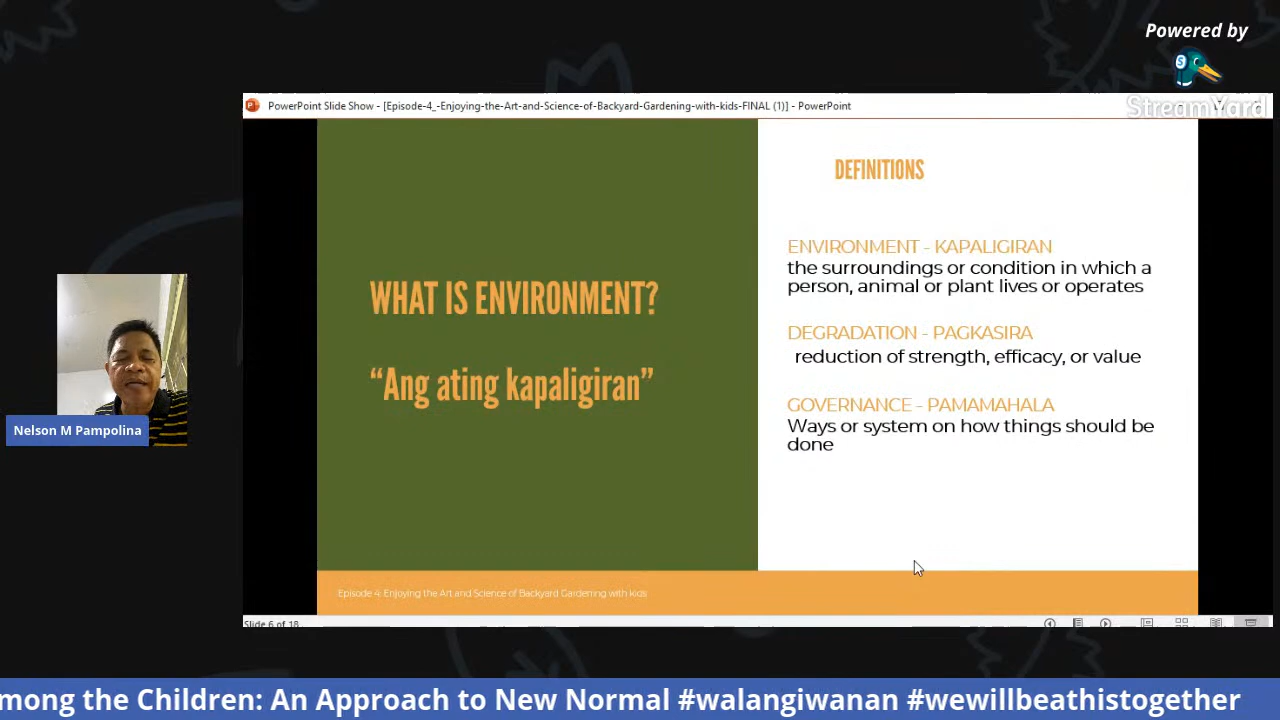 Powered by
StreamYard
PowerPoint Slide Show - [Episode-4_-Enjoying-the-Art-and-Science-of-Backyard-Gardening-with-kids-FINAL (1)] - PowerPoint
WHAT IS ENVIRONMENT?
“Ang ating kapaligiran”
DEFINITIONS
ENVIRONMENT - KAPALIGIRAN
the surroundings or condition in which a
person, animal or plant lives or operates
DEGRADATION - PAGKASIRA
reduction of strength, efficacy, or value
GOVERNANCE - PAMAMAHALA
Ways or system on how things should be
done
Episode 4: Enjoying the Art and Science of Backyard Gardening with kids
Slide 6 of 18
Nelson M Pampolina
mong the Children: An Approach to New Normal #walangiwanan #wewillbeathistogether